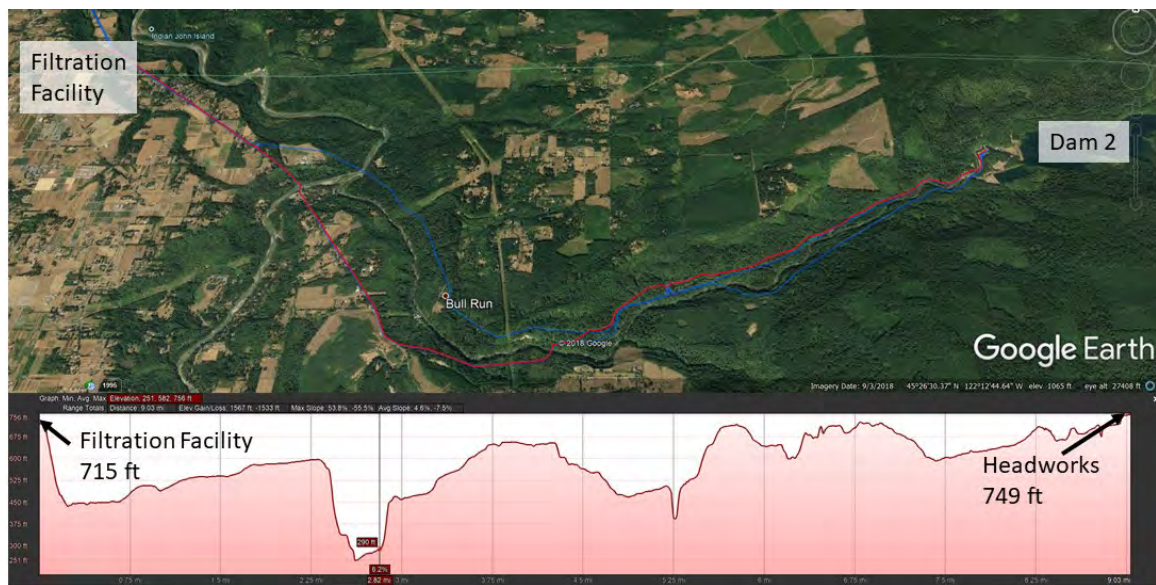 Indian John Island
Filtration
Facility
Dam 2
Bull Run
© 2018 Google
Google Earth
1995
Imagery Date: 9/3/2018 45°26'30.37" N 122°12'44.64" W elev 1065 ft eye alt 27408 ft
Graph: Min, Avg, Max Elevation: 251, 582, 756 ft
Range Totals: Distance: 9.03 mi Elev Gain/Loss: 1567 ft, -1533 ft Max Slope: 53.8%, -55.5% Avg Slope: 4.6%, -7.5%
756 ft
675 ft
600 ft
525 ft
450 ft
375 ft
300 ft
251 ft
Filtration Facility
715 ft
Headworks
749 ft
290 ft
6.2%
0.75 mi 1.5 mi 2.25 mi 2.82 mi 3 mi 3.75 mi 4.5 mi 5.25 mi 6 mi 6.75 mi 7.5 mi 8.25 mi 9.03 mi